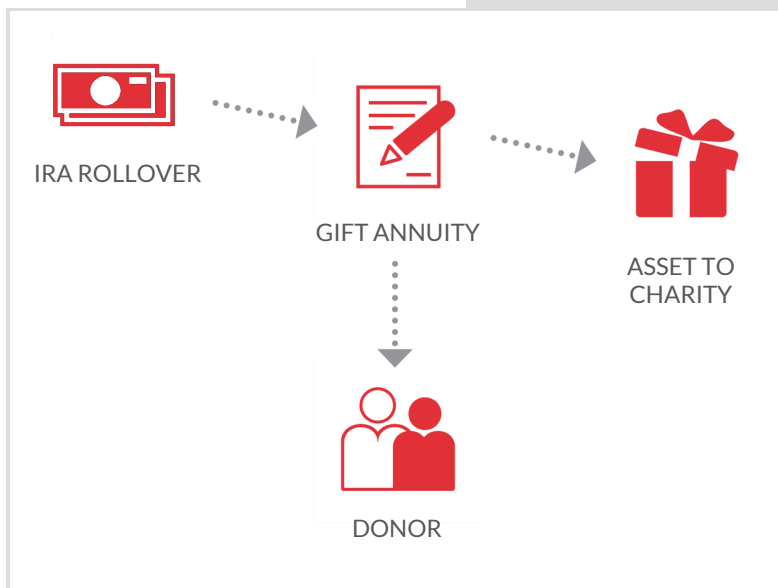 IRA ROLLOVER
GIFT ANNUITY
ASSET TO
CHARITY
DONOR